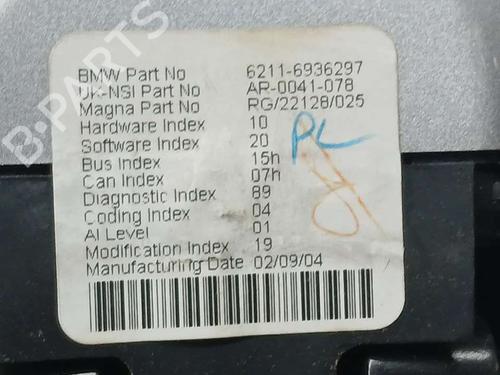 BMW Part No 6211-6936297
UK-NSI Part No AR-0041-078
Magna Part No RG/22128/025
Hardware Index 10
Software Index 20
Bus Index 15h
Can Index 07h
Diagnostic Index 89
Coding Index 04
AI Level 01
Modification Index 19
Manufacturing Date 02/09/04
PL
B-PARTS